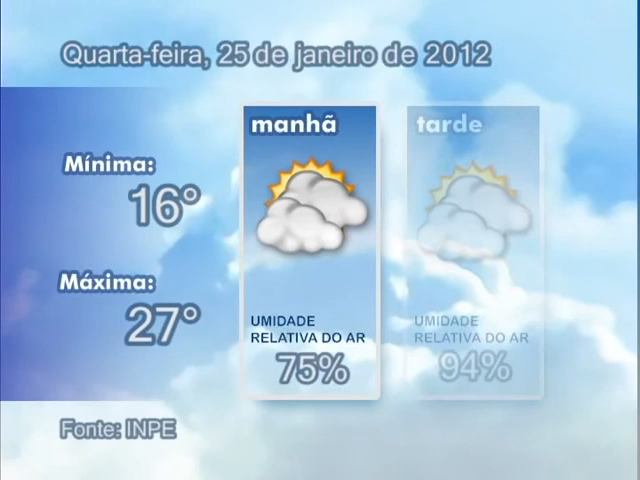 Quarta-feira, 25 de janeiro de 2012
Mínima:
16°
Máxima:
27°
manhã
UMIDADE
RELATIVA DO AR
75%
tarde
UMIDADE
RELATIVA DO AR
94%
Fonte: INPE